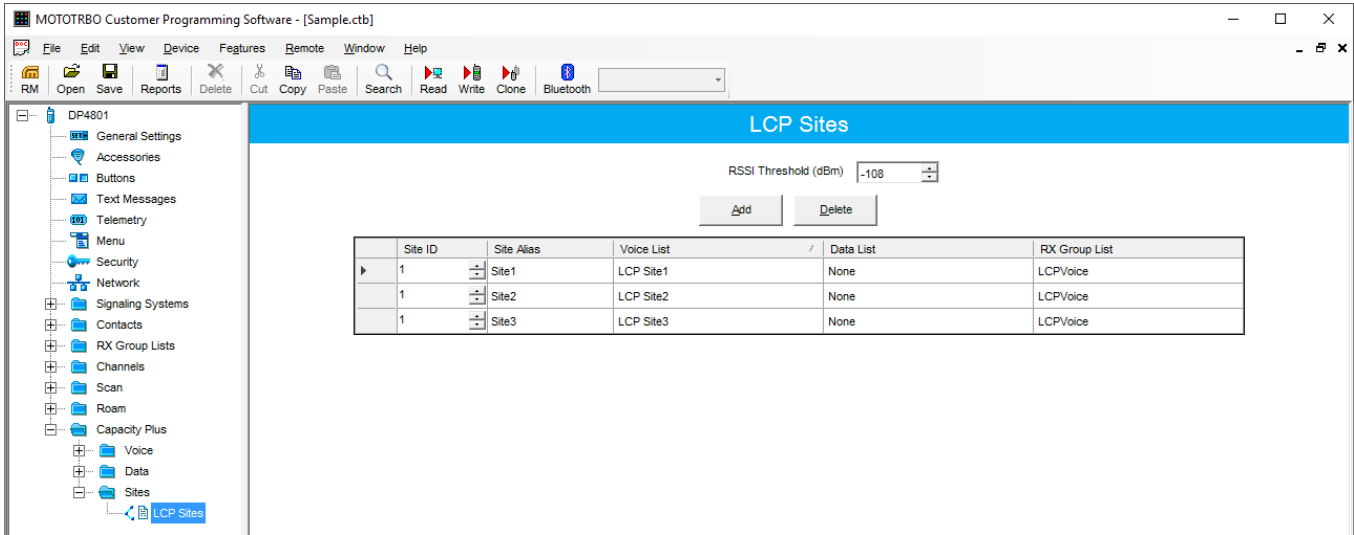 MOTOTRBO Customer Programming Software - [Sample.ctb]
DOC File Edit View Device Features Remote Window Help
RM Open Save Reports Delete Cut Copy Paste Search Read Write Clone Bluetooth
DP4801
SET General Settings
Accessories
Buttons
Text Messages
101 Telemetry
Menu
Security
Network
Signaling Systems
Contacts
RX Group Lists
Channels
Scan
Roam
Capacity Plus
Voice
Data
Sites
LCP Sites
LCP Sites
RSSI Threshold (dBm) -108
Add Delete
Site ID Site Alias Voice List Data List RX Group List
1 Site1 LCP Site1 None LCPVoice
1 Site2 LCP Site2 None LCPVoice
1 Site3 LCP Site3 None LCPVoice